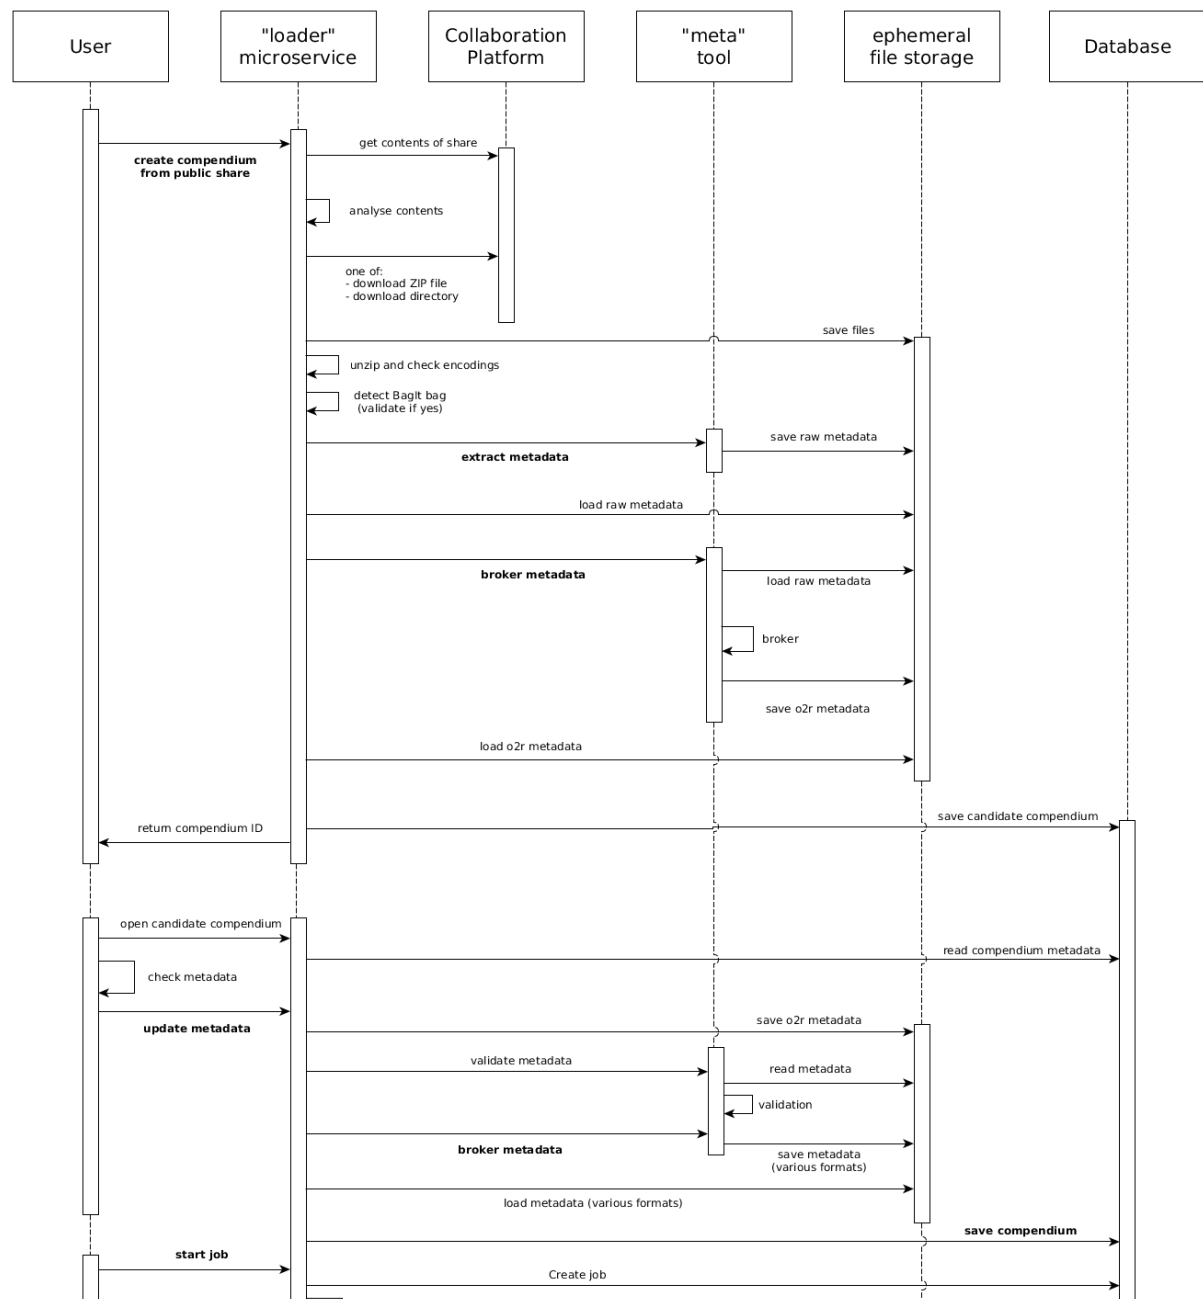 User
"loader"
microservice
Collaboration
Platform
"meta"
tool
ephemeral
file storage
Database
get contents of share
create compendium
from public share
analyse contents
one of:
- download ZIP file
- download directory
save files
unzip and check encodings
detect BagIt bag
(validate if yes)
save raw metadata
extract metadata
load raw metadata
broker metadata
load raw metadata
broker
save o2r metadata
load o2r metadata
save candidate compendium
return compendium ID
open candidate compendium
read compendium metadata
check metadata
save o2r metadata
update metadata
validate metadata
read metadata
validation
broker metadata
save metadata
(various formats)
load metadata (various formats)
save compendium
start job
Create job